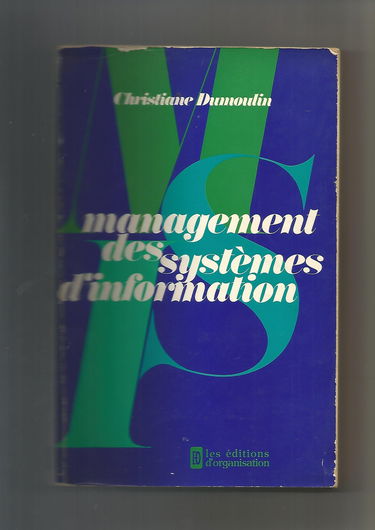 Christiane Dumoulin
management
des systèmes
d'information
les éditions
d'organisation